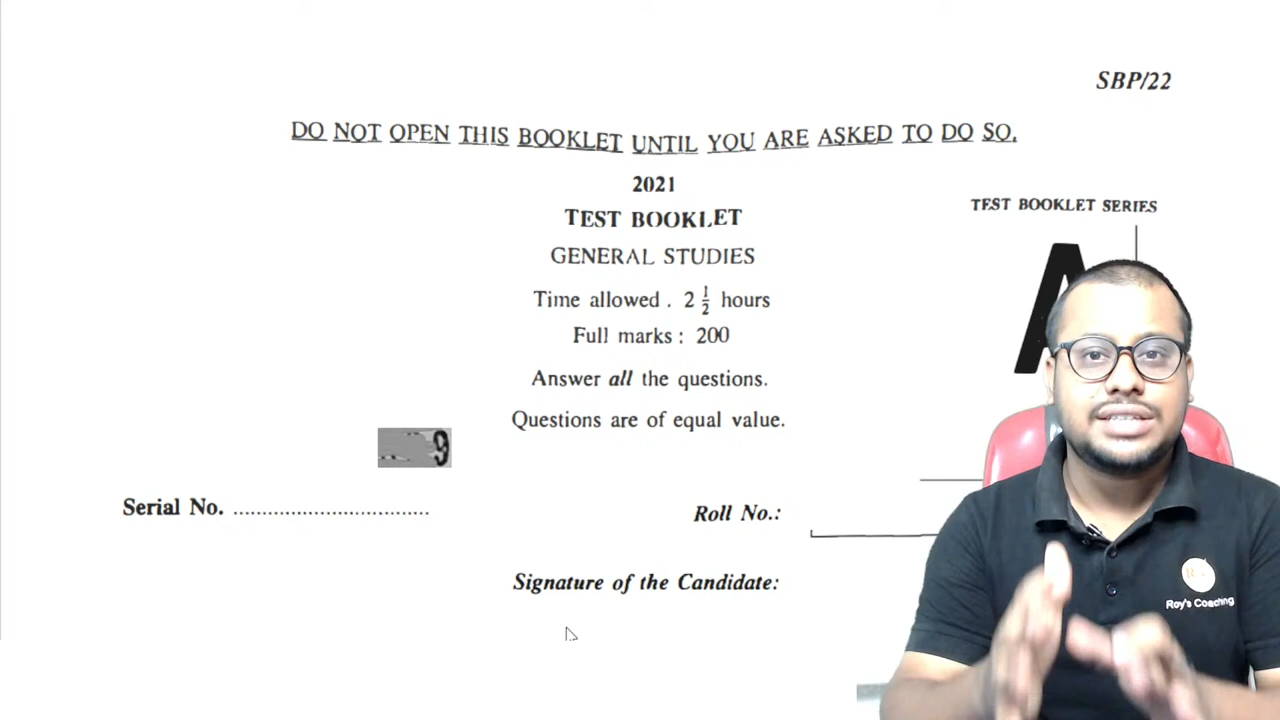 SBP/22
DO NOT OPEN THIS BOOKLET UNTIL YOU ARE ASKED TO DO SO.
2021
TEST BOOKLET
TEST BOOKLET SERIES
A
GENERAL STUDIES
Time allowed . 2 1/2 hours
Full marks : 200
Answer all the questions.
Questions are of equal value.
9
Serial No. .................................
Roll No.:
Signature of the Candidate:
Roy's Coaching